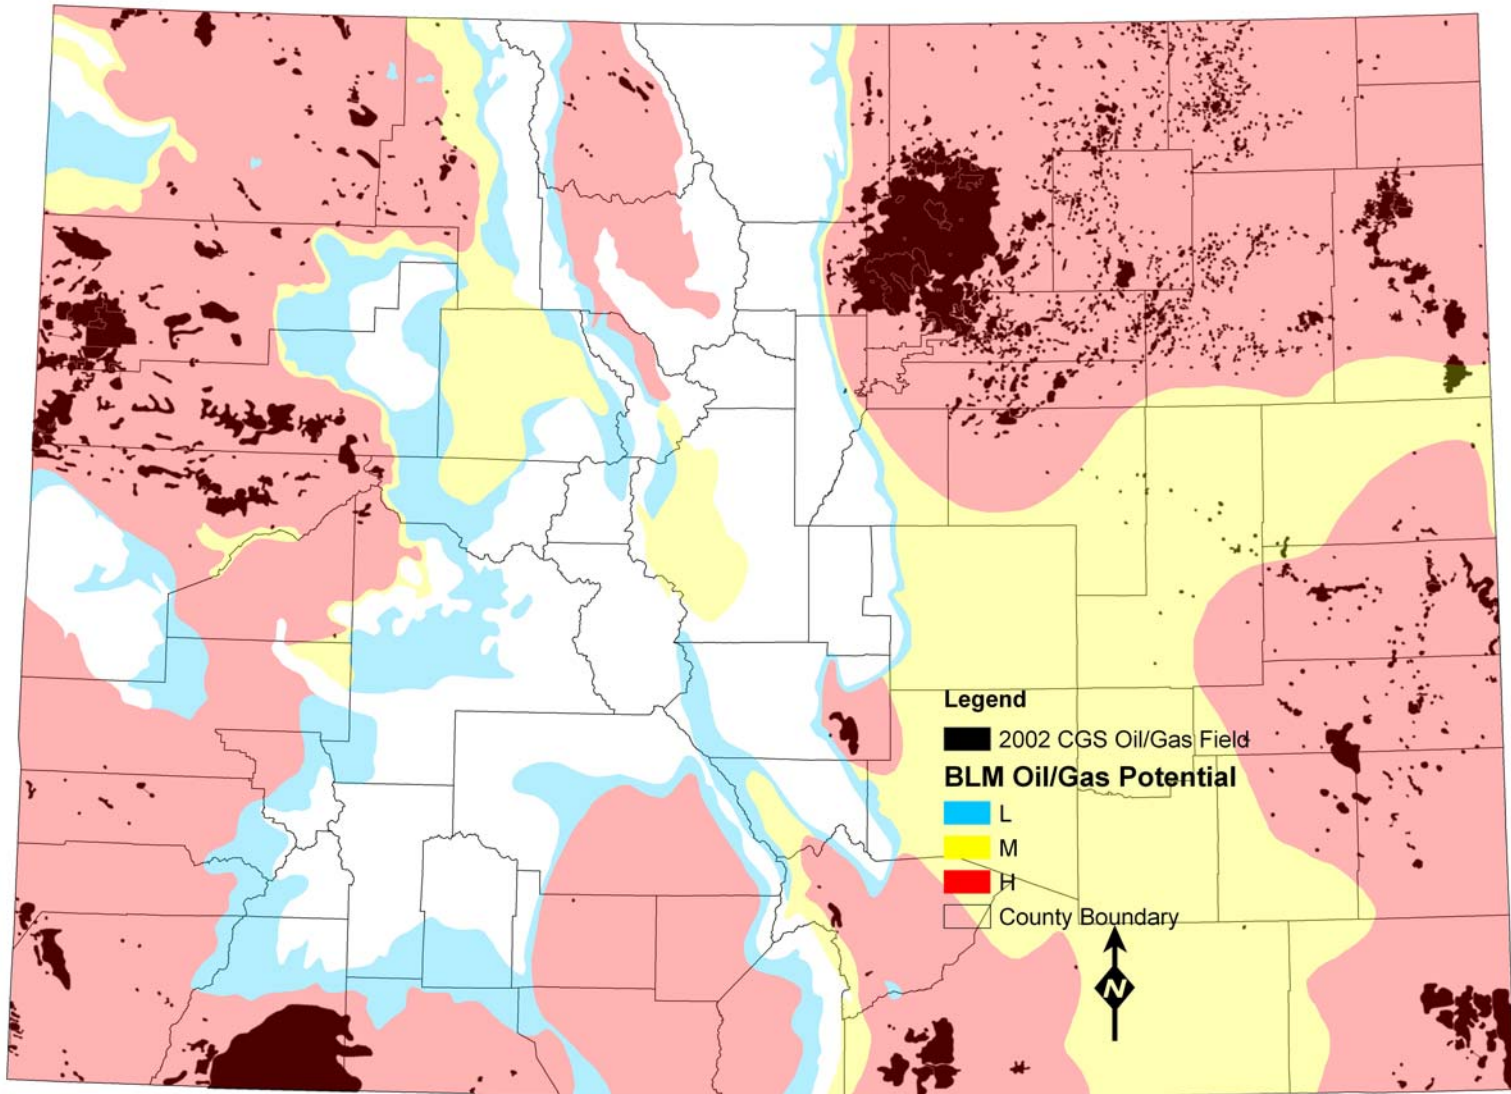 Legend
2002 CGS Oil/Gas Field
BLM Oil/Gas Potential
L
M
H
County Boundary
N